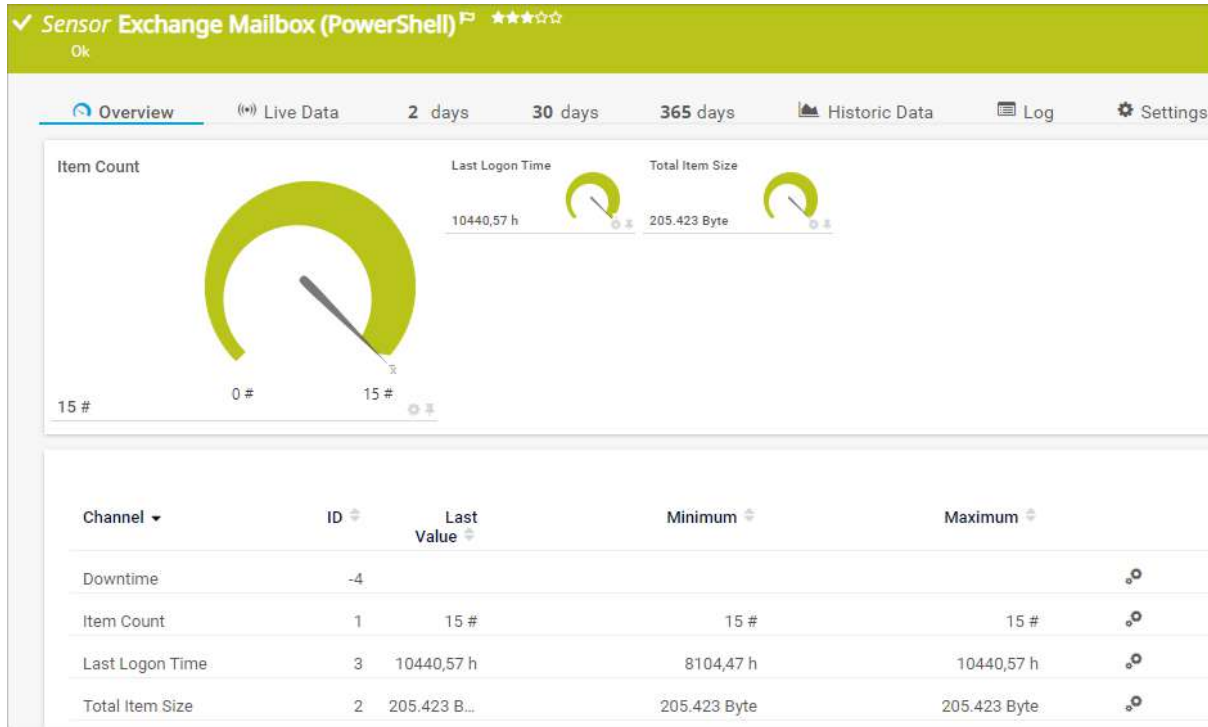 Sensor Exchange Mailbox (PowerShell)
Ok
Overview Live Data 2 days 30 days 365 days Historic Data Log Settings
Item Count
Last Logon Time
Total Item Size
10440,57 h
205.423 Byte
x
0 #
15 #
15 #
Channel ID Last Value Minimum Maximum
Downtime -4
Item Count 1 15 # 15 # 15 #
Last Logon Time 3 10440,57 h 8104,47 h 10440,57 h
Total Item Size 2 205.423 B... 205.423 Byte 205.423 Byte